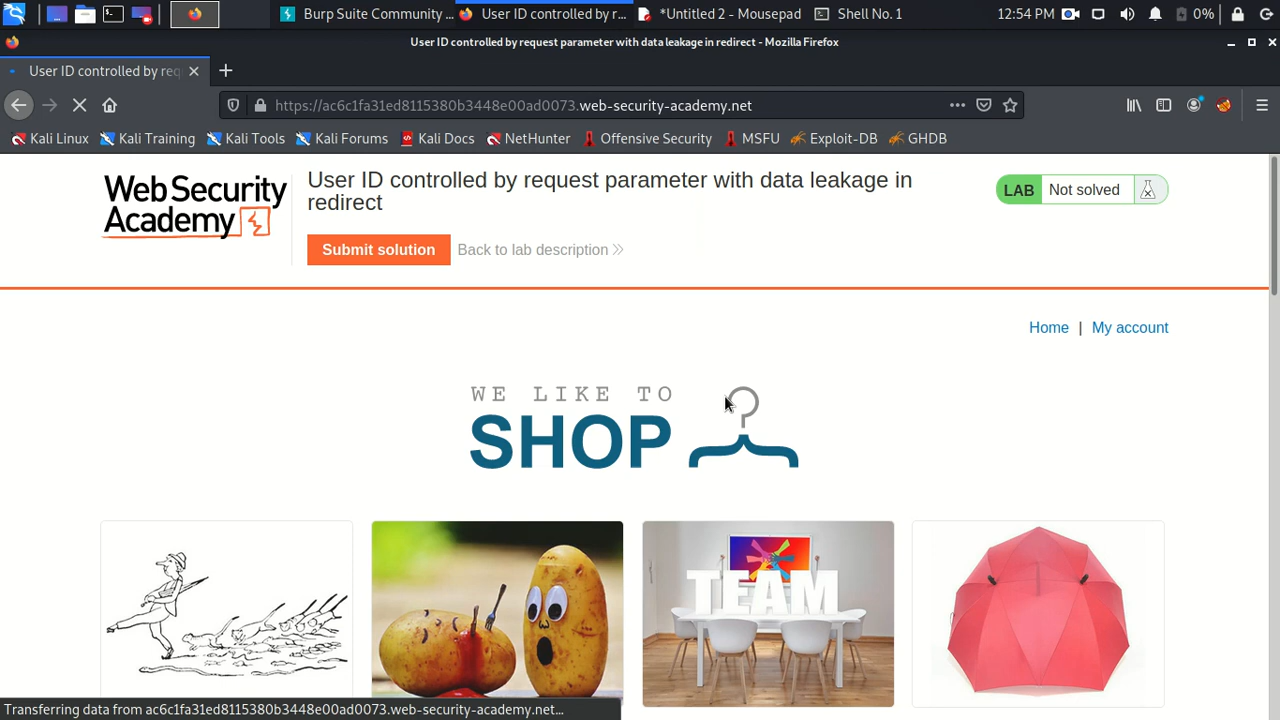 Burp Suite Community ...
User ID controlled by r...
*Untitled 2 - Mousepad
Shell No. 1
12:54 PM
0%
User ID controlled by request parameter with data leakage in redirect - Mozilla Firefox
User ID controlled by req
https://ac6c1fa31ed8115380b3448e00ad0073.web-security-academy.net
Kali Linux
Kali Training
Kali Tools
Kali Forums
Kali Docs
NetHunter
Offensive Security
MSFU
Exploit-DB
GHDB
Web Security
Academy
User ID controlled by request parameter with data leakage in
redirect
LAB
Not solved
Submit solution
Back to lab description
Home | My account
WE LIKE TO
SHOP
TEAM
Transferring data from ac6c1fa31ed8115380b3448e00ad0073.web-security-academy.net...